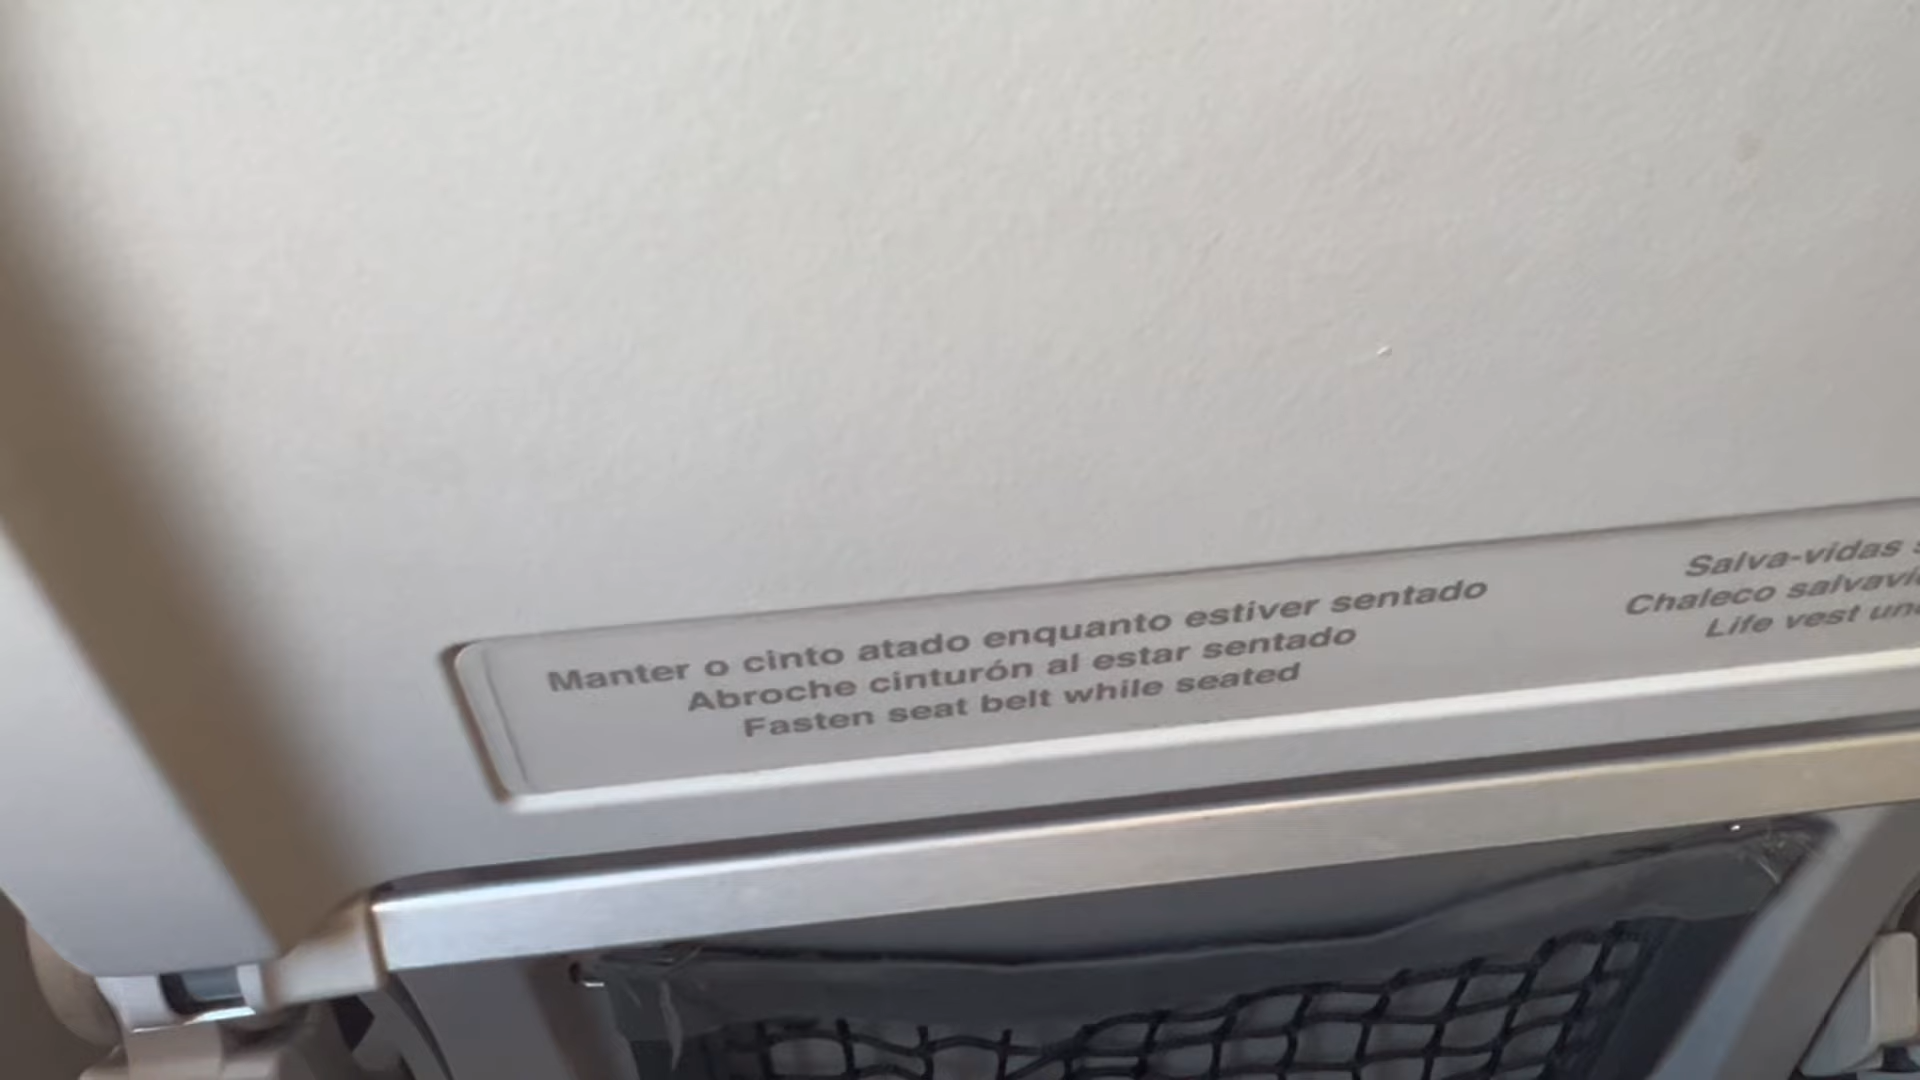 Manter o cinto atado enquanto estiver sentado
Abroche cinturón al estar sentado
Fasten seat belt while seated
Salva-vidas
Chaleco
Life vest